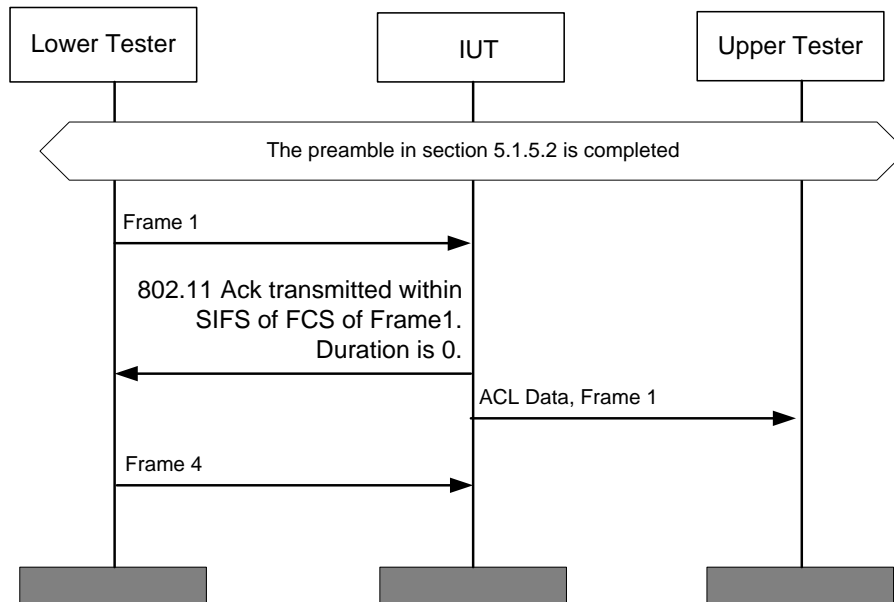 Lower Tester
IUT
Upper Tester
The preamble in section 5.1.5.2 is completed
Frame 1
802.11 Ack transmitted within
SIFS of FCS of Frame1.
Duration is 0.
ACL Data, Frame 1
Frame 4